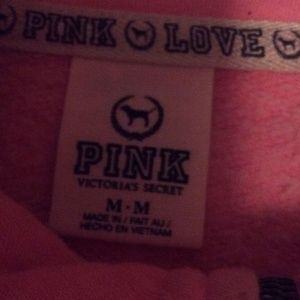 PINK LOVE
PINK
VICTORIA'S SECRET
M · M
MADE IN / FAIT AU /
HECHO EN VIETNAM